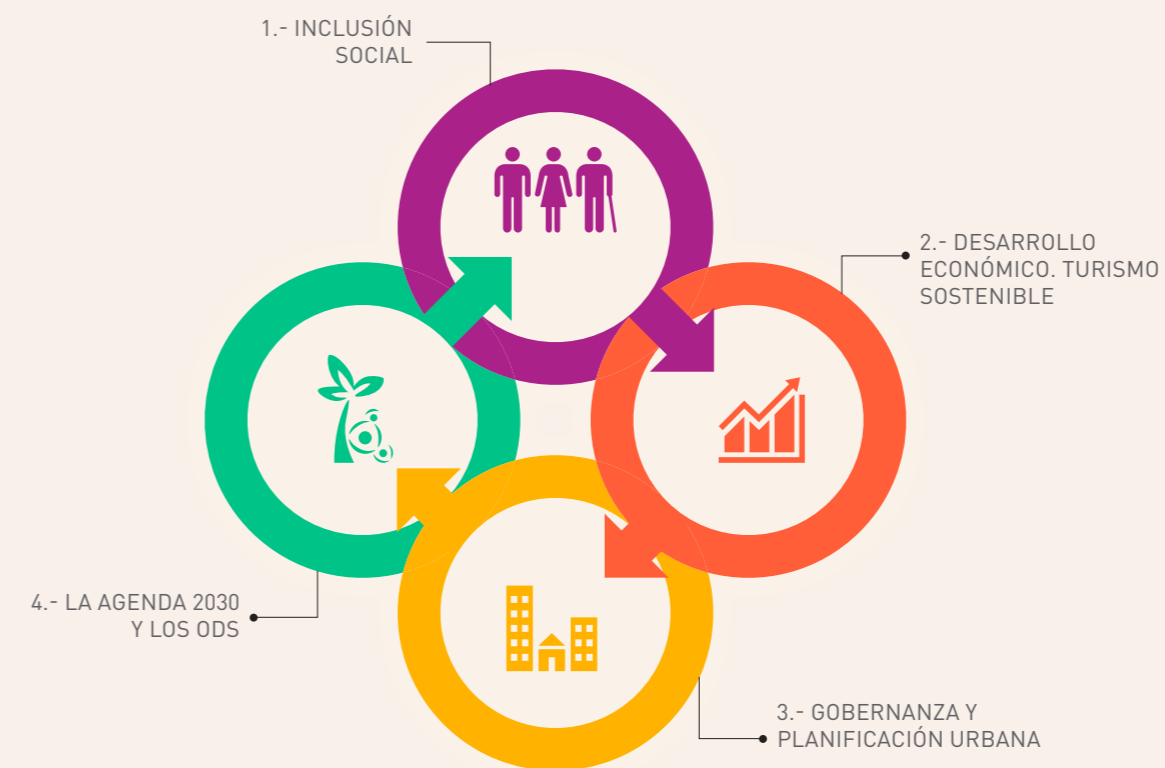 1.- INCLUSIÓN
SOCIAL
2.- DESARROLLO
ECONÓMICO. TURISMO
SOSTENIBLE
3.- GOBERNANZA Y
PLANIFICACIÓN URBANA
4.- LA AGENDA 2030
Y LOS ODS